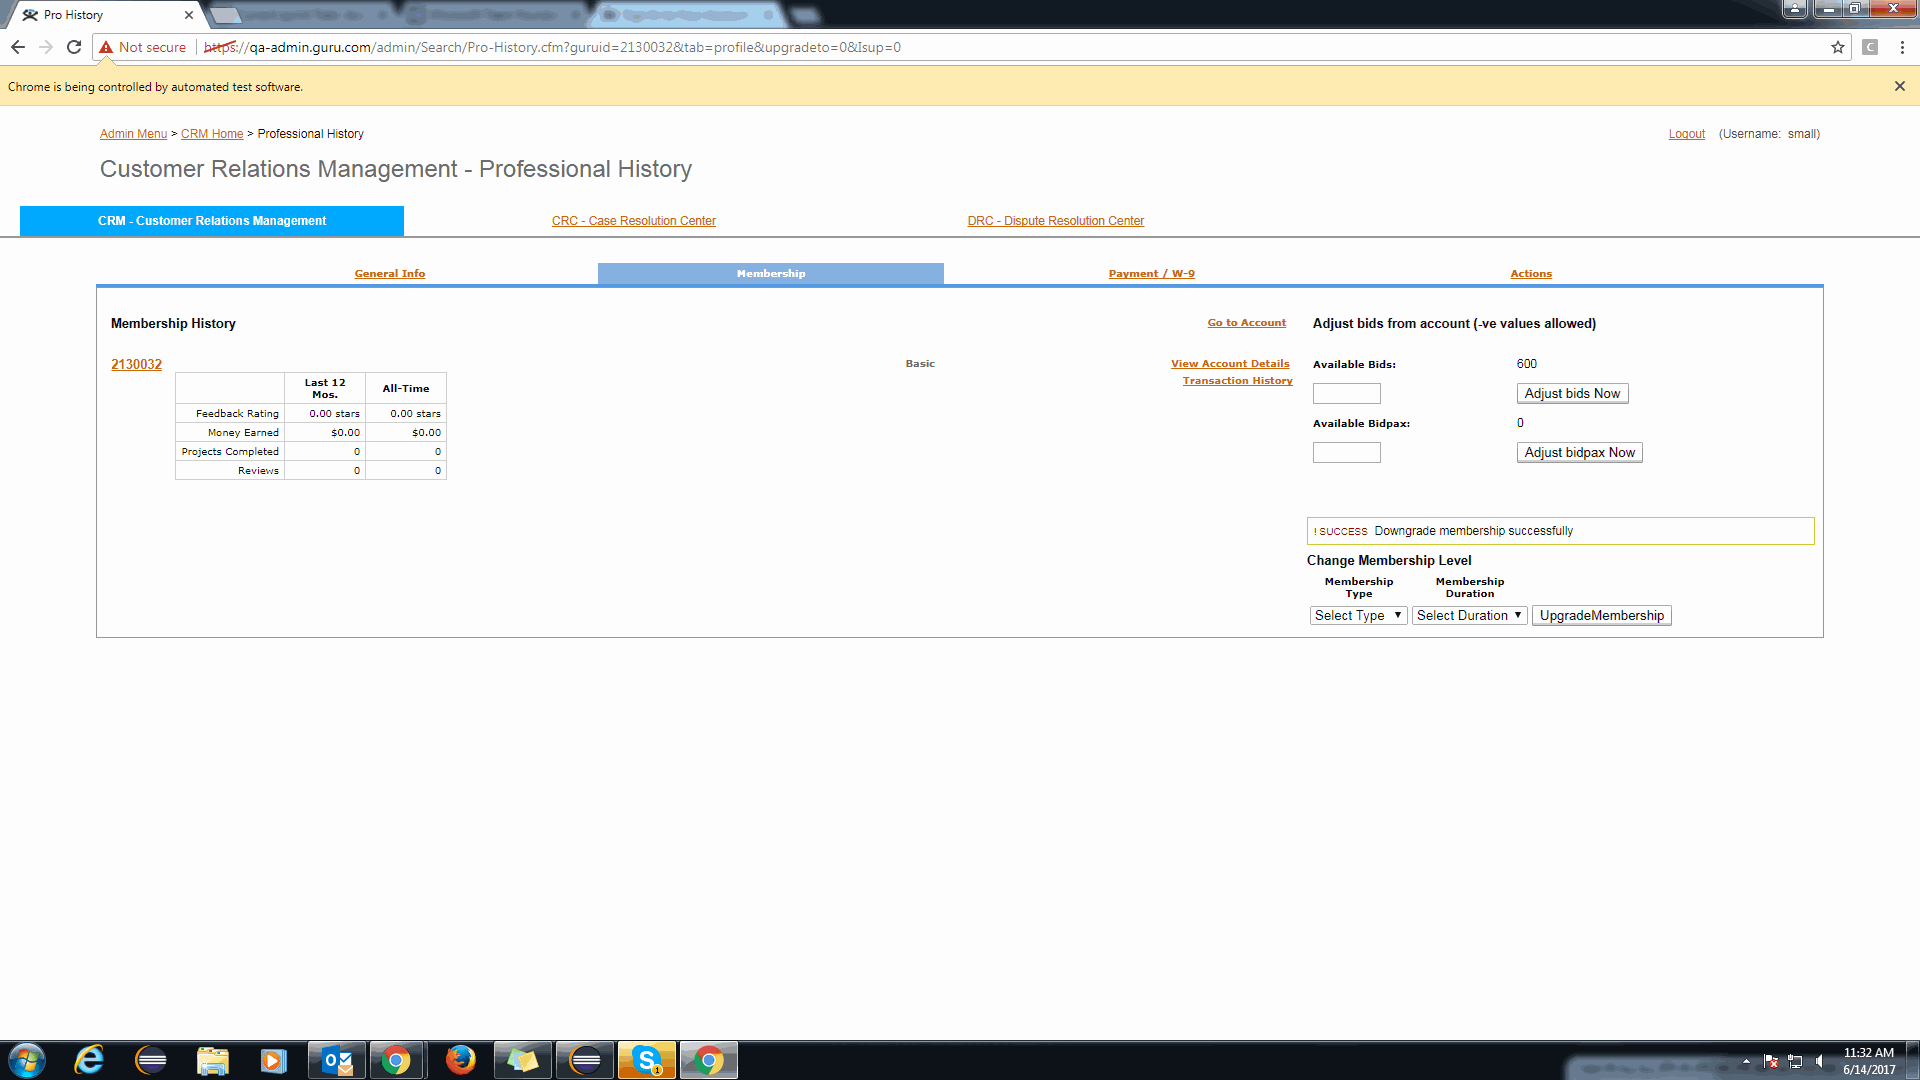 Pro History
Not secure https://qa-admin.guru.com/admin/Search/Pro-History.cfm?guruid=2130032&tab=profile&upgradeto=0&Isup=0
C
Chrome is being controlled by automated test software.
Admin Menu > CRM Home > Professional History
Logout (Username: small)
Customer Relations Management - Professional History
CRM - Customer Relations Management
CRC - Case Resolution Center
DRC - Dispute Resolution Center
General Info
Membership
Payment / W-9
Actions
Membership History
Go to Account
Adjust bids from account (-ve values allowed)
2130032
Basic
View Account Details
Transaction History
Available Bids: 600
Adjust bids Now
Available Bidpax: 0
Adjust bidpax Now
Last 12 Mos. All-Time
Feedback Rating 0.00 stars 0.00 stars
Money Earned $0.00 $0.00
Projects Completed 0 0
Reviews 0 0
! SUCCESS Downgrade membership successfully
Change Membership Level
Membership Type
Membership Duration
Select Type Select Duration UpgradeMembership
11:32 AM
6/14/2017